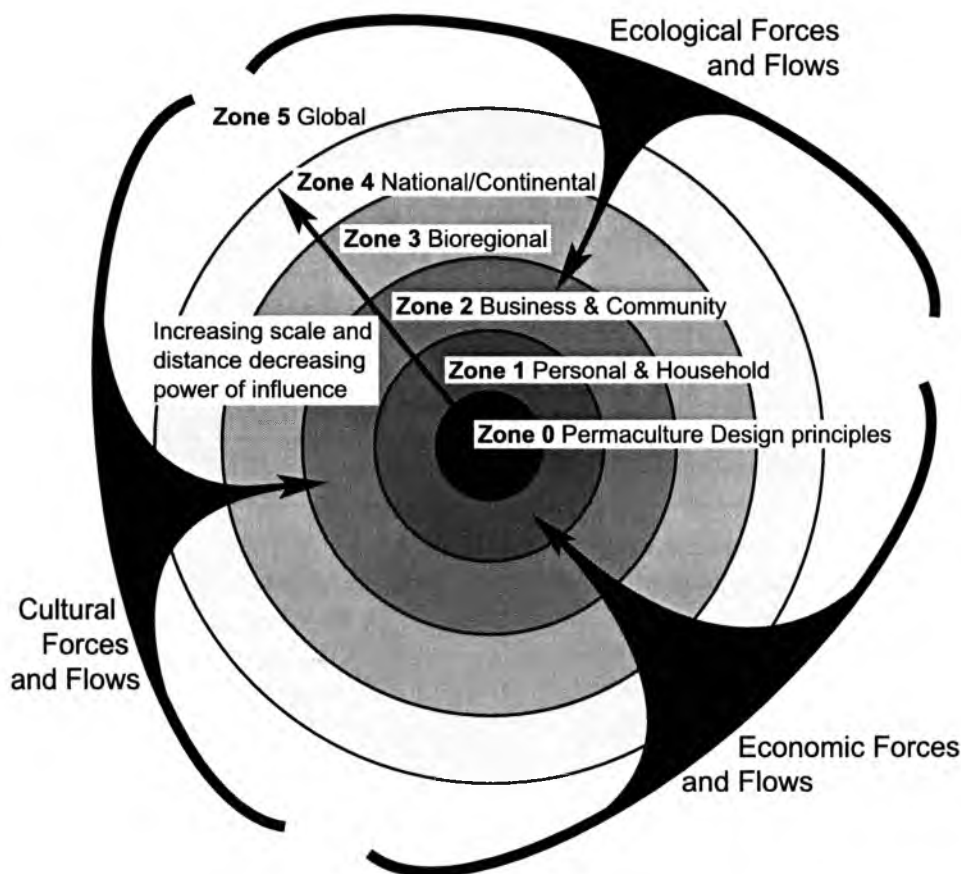 Ecological Forces
and Flows
Zone 5 Global
Zone 4 National/Continental
Zone 3 Bioregional
Zone 2 Business & Community
Increasing scale and
distance decreasing
power of influence
Zone 1 Personal & Household
Zone 0 Permaculture Design principles
Cultural
Forces
and Flows
Economic Forces
and Flows